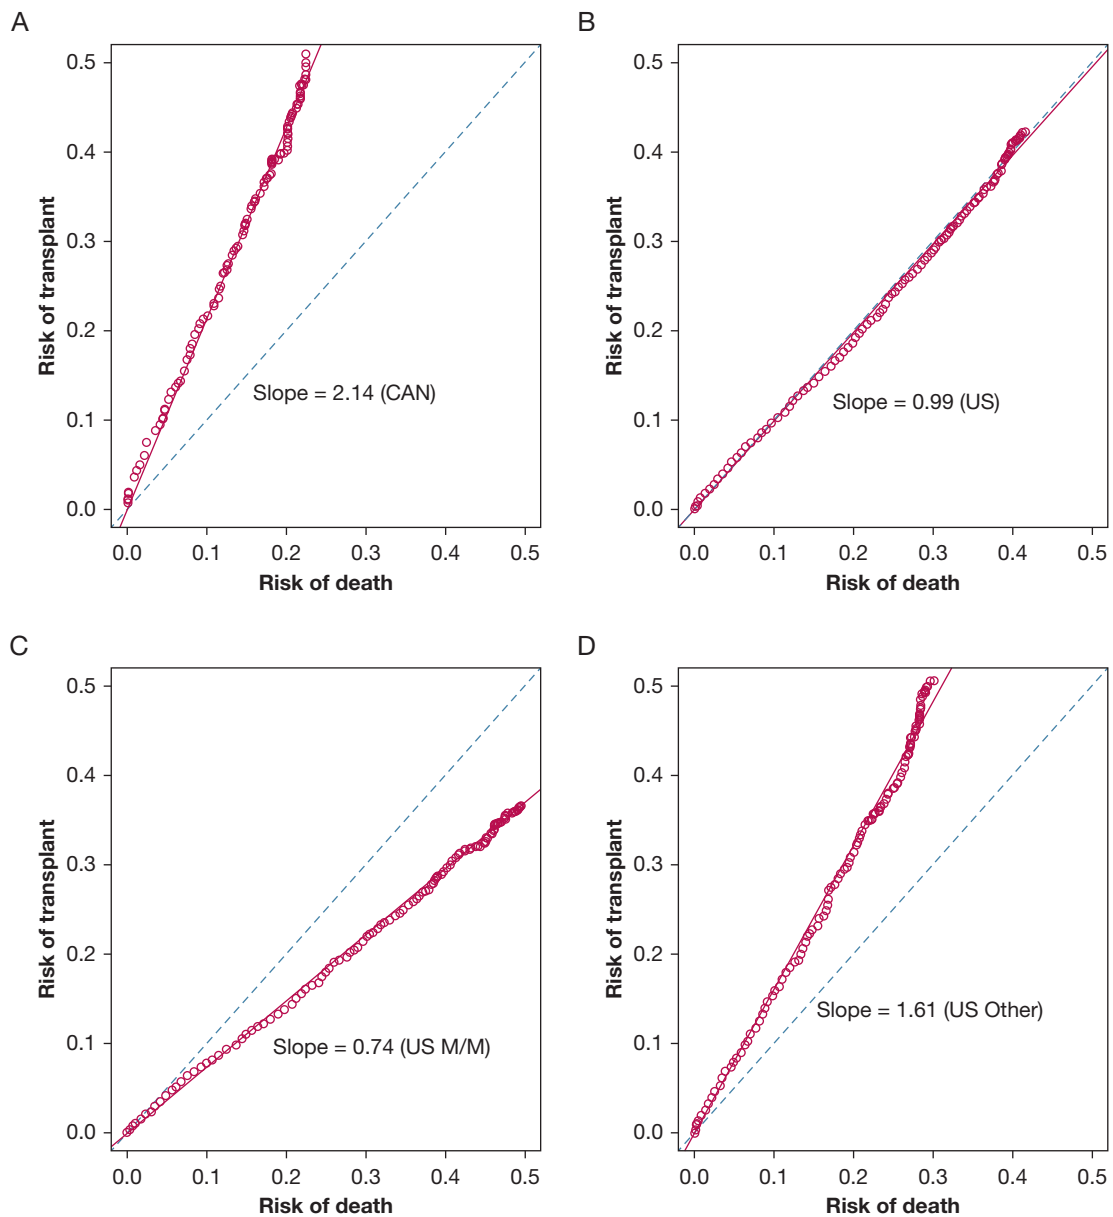 A
0.5
0.4
0.3
0.2
0.1
0.0
Risk of transplant
Slope = 2.14 (CAN)
0.0 0.1 0.2 0.3 0.4 0.5
Risk of death
B
0.5
0.4
0.3
0.2
0.1
0.0
Risk of transplant
Slope = 0.99 (US)
0.0 0.1 0.2 0.3 0.4 0.5
Risk of death
C
0.5
0.4
0.3
0.2
0.1
0.0
Risk of transplant
Slope = 0.74 (US M/M)
0.0 0.1 0.2 0.3 0.4 0.5
Risk of death
D
0.5
0.4
0.3
0.2
0.1
0.0
Risk of transplant
Slope = 1.61 (US Other)
0.0 0.1 0.2 0.3 0.4 0.5
Risk of death